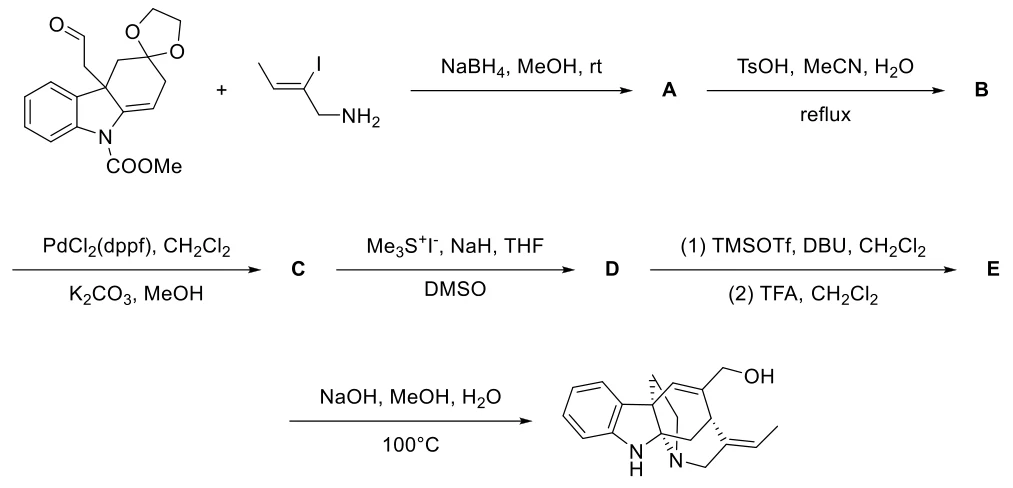 O
O
O
N
COOMe
+
I
NH2
NaBH4, MeOH, rt
A
TsOH, MeCN, H2O
reflux
B
PdCl2(dppf), CH2Cl2
K2CO3, MeOH
C
Me3S+I-, NaH, THF
DMSO
D
(1) TMSOTf, DBU, CH2Cl2
(2) TFA, CH2Cl2
E
NaOH, MeOH, H2O
100°C
OH
N
H
N